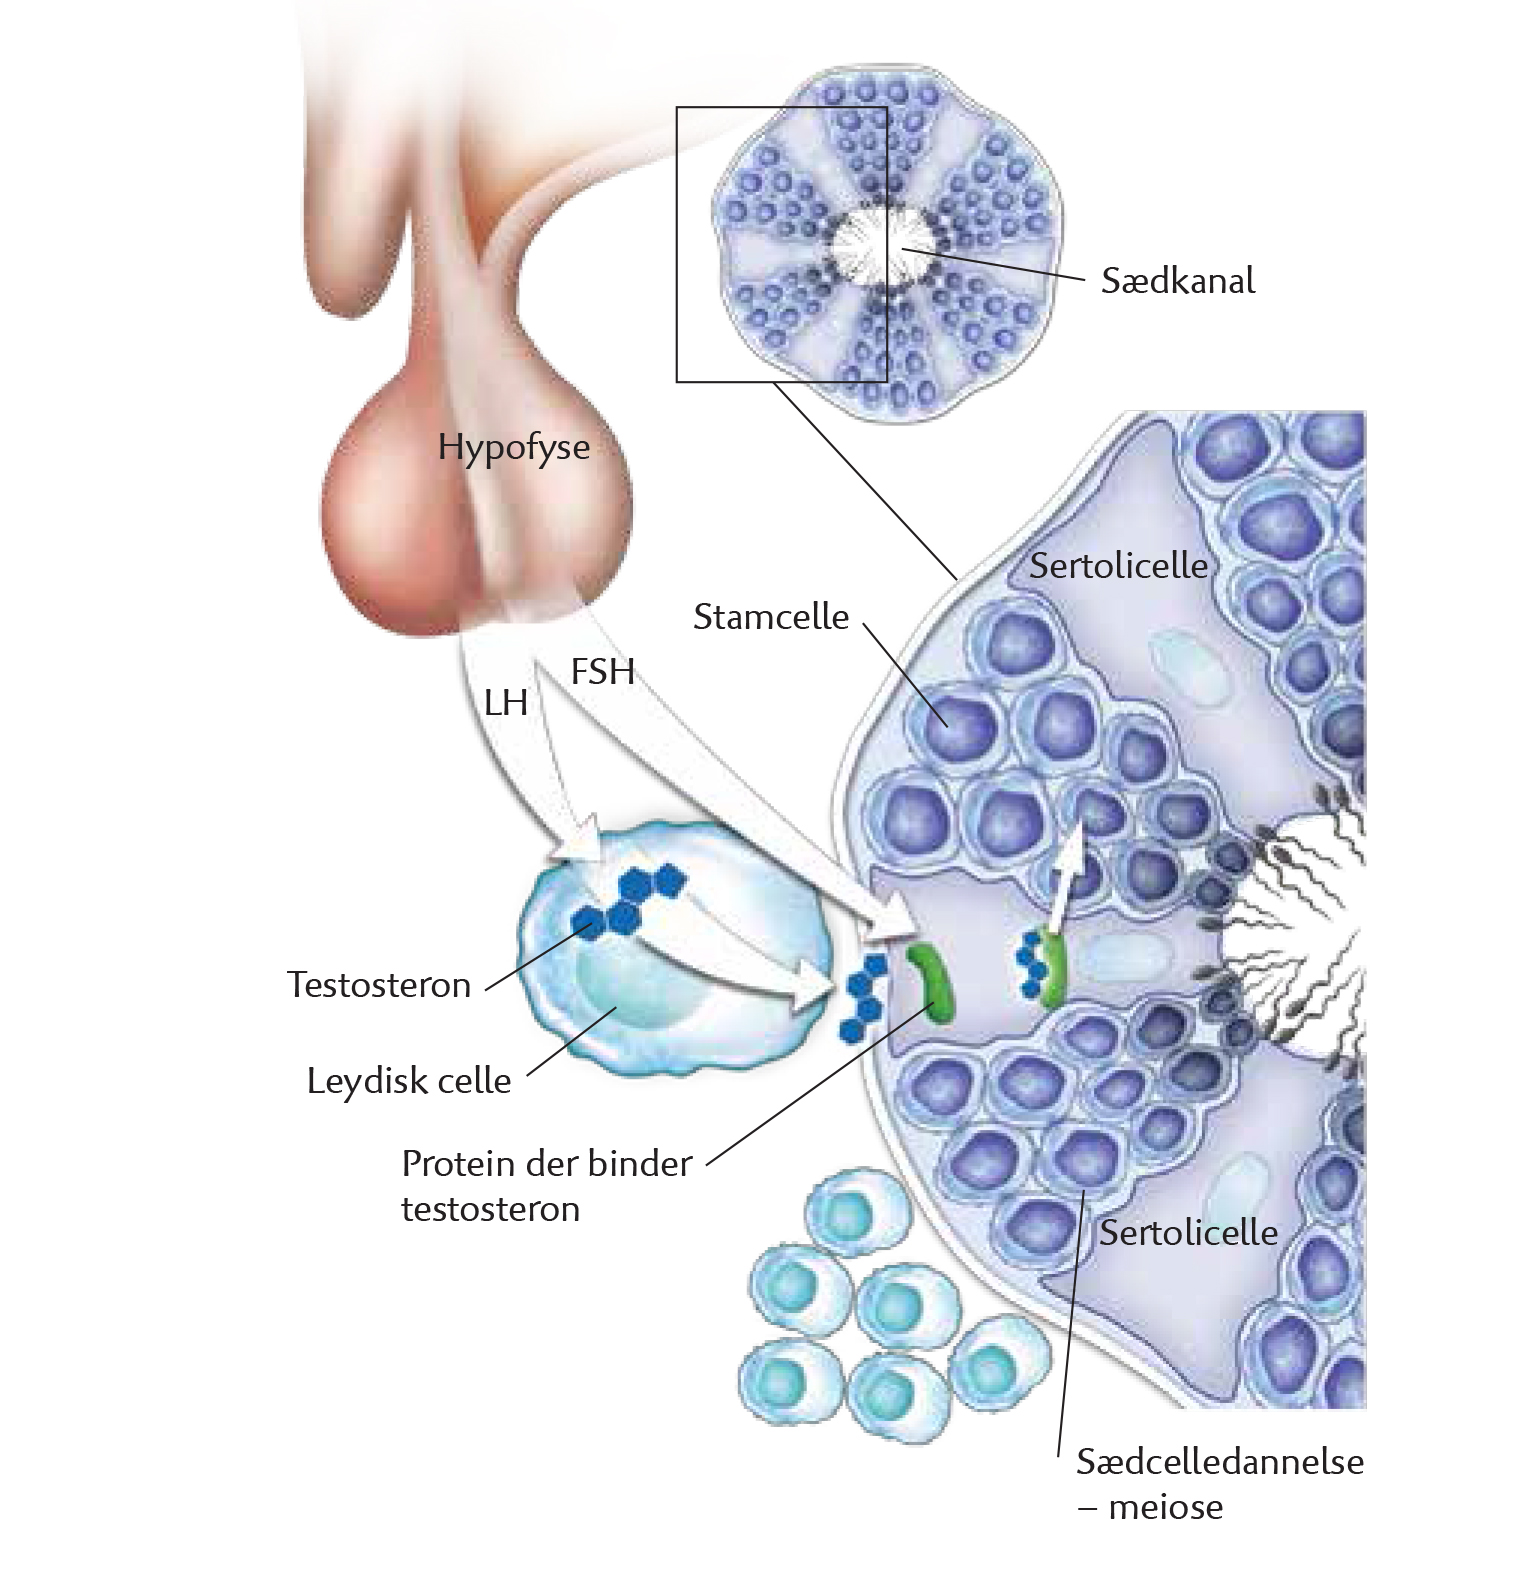 Sædkanal
Hypofyse
Sertolicelle
Stamcelle
FSH
LH
Testosteron
Leydisk celle
Protein der binder
testosteron
Sertolicelle
Sædcelledannelse
– meiose